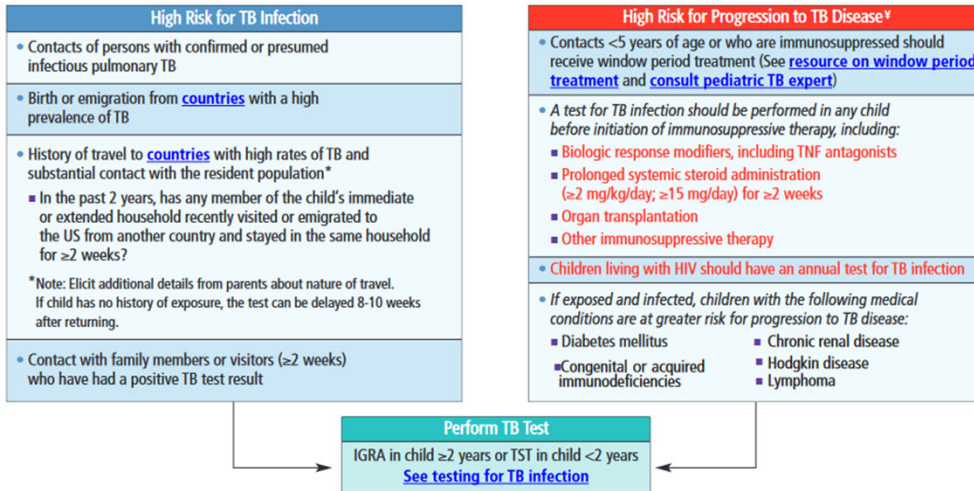 High Risk for TB Infection
• Contacts of persons with confirmed or presumed
infectious pulmonary TB
• Birth or emigration from countries with a high
prevalence of TB
• History of travel to countries with high rates of TB and
substantial contact with the resident population*
■ In the past 2 years, has any member of the child's immediate
or extended household recently visited or emigrated to
the US from another country and stayed in the same household
for ≥2 weeks?
*Note: Elicit additional details from parents about nature of travel.
If child has no history of exposure, the test can be delayed 8-10 weeks
after returning.
• Contact with family members or visitors (≥2 weeks)
who have had a positive TB test result
High Risk for Progression to TB Disease¥
• Contacts <5 years of age or who are immunosuppressed should
receive window period treatment (See resource on window period
treatment and consult pediatric TB expert)
• A test for TB infection should be performed in any child
before initiation of immunosuppressive therapy, including:
■ Biologic response modifiers, including TNF antagonists
■ Prolonged systemic steroid administration
(≥2 mg/kg/day; ≥15 mg/day) for ≥2 weeks
■ Organ transplantation
■ Other immunosuppressive therapy
• Children living with HIV should have an annual test for TB infection
• If exposed and infected, children with the following medical
conditions are at greater risk for progression to TB disease:
■ Diabetes mellitus
■ Congenital or acquired
immunodeficiencies
■ Chronic renal disease
■ Hodgkin disease
■ Lymphoma
Perform TB Test
IGRA in child ≥2 years or TST in child <2 years
See testing for TB infection